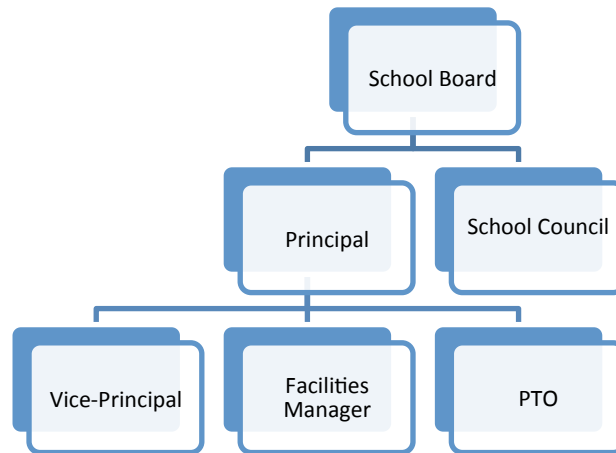 School Board
Principal
School Council
Vice-Principal
Facilities
Manager
PTO